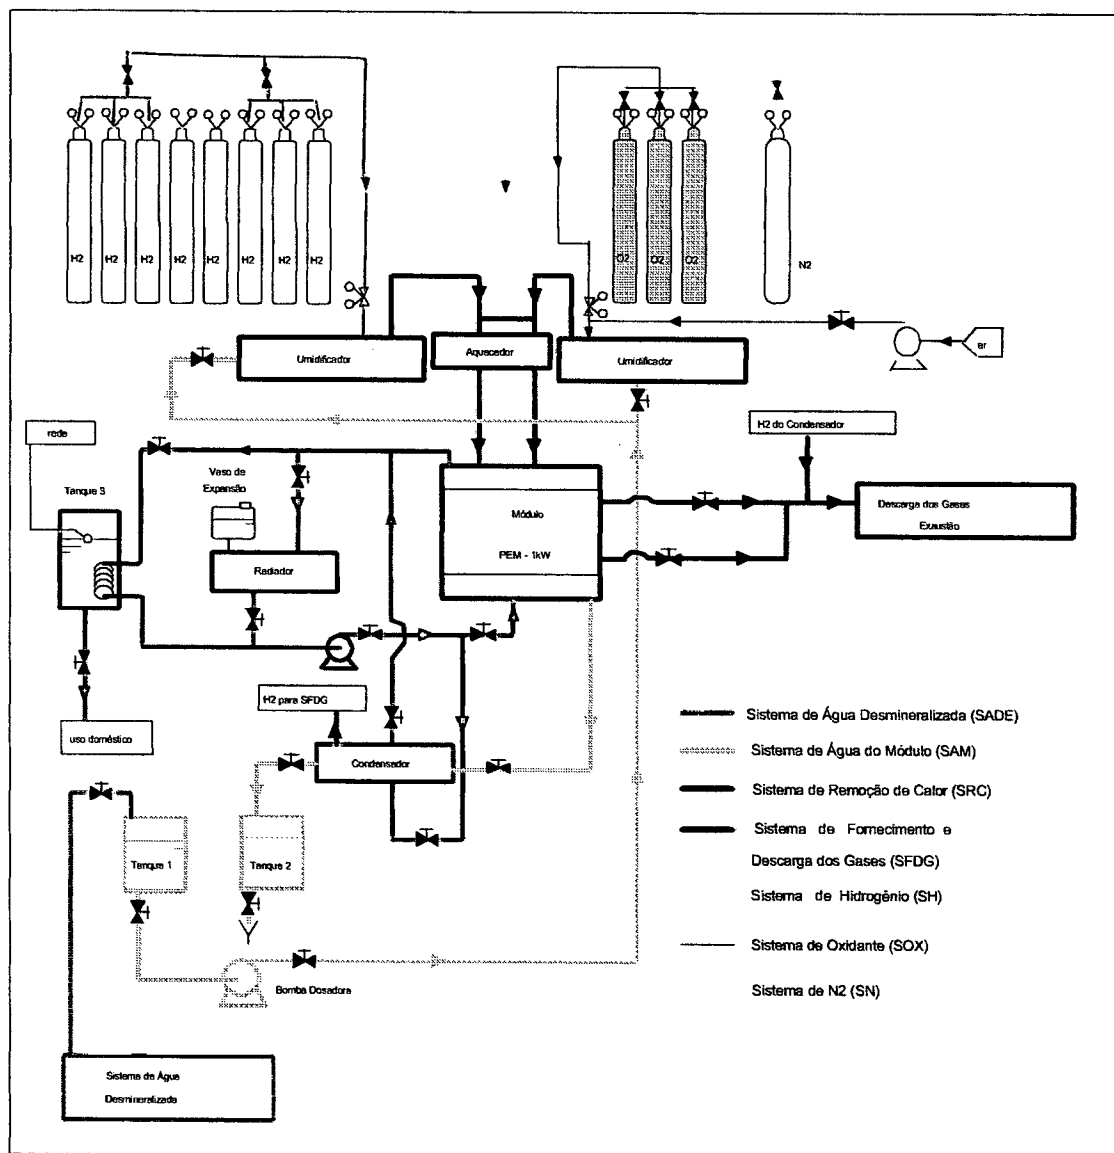 H2
H2
H2
H2
H2
H2
H2
H2
O2
O2
O2
N2
Umidificador
Aquecador
Umidificador
ar
rede
H2 do Condensador
Tanque 3
Vaso de
Expansão
Módulo
PEM - 1kW
Descarga dos Gases
Exaustão
Radiador
H2 para SFDG
uso doméstico
Condensador
Tanque 1
Tanque 2
Bomba Dosadora
Sistema de Água
Desmineralizada
Sistema de Água Desmineralizada (SADE)
Sistema de Água do Módulo (SAM)
Sistema de Remoção de Calor (SRC)
Sistema de Fornecimento e
Descarga dos Gases (SFDG)
Sistema de Hidrogênio (SH)
Sistema de Oxidante (SOX)
Sistema de N2 (SN)